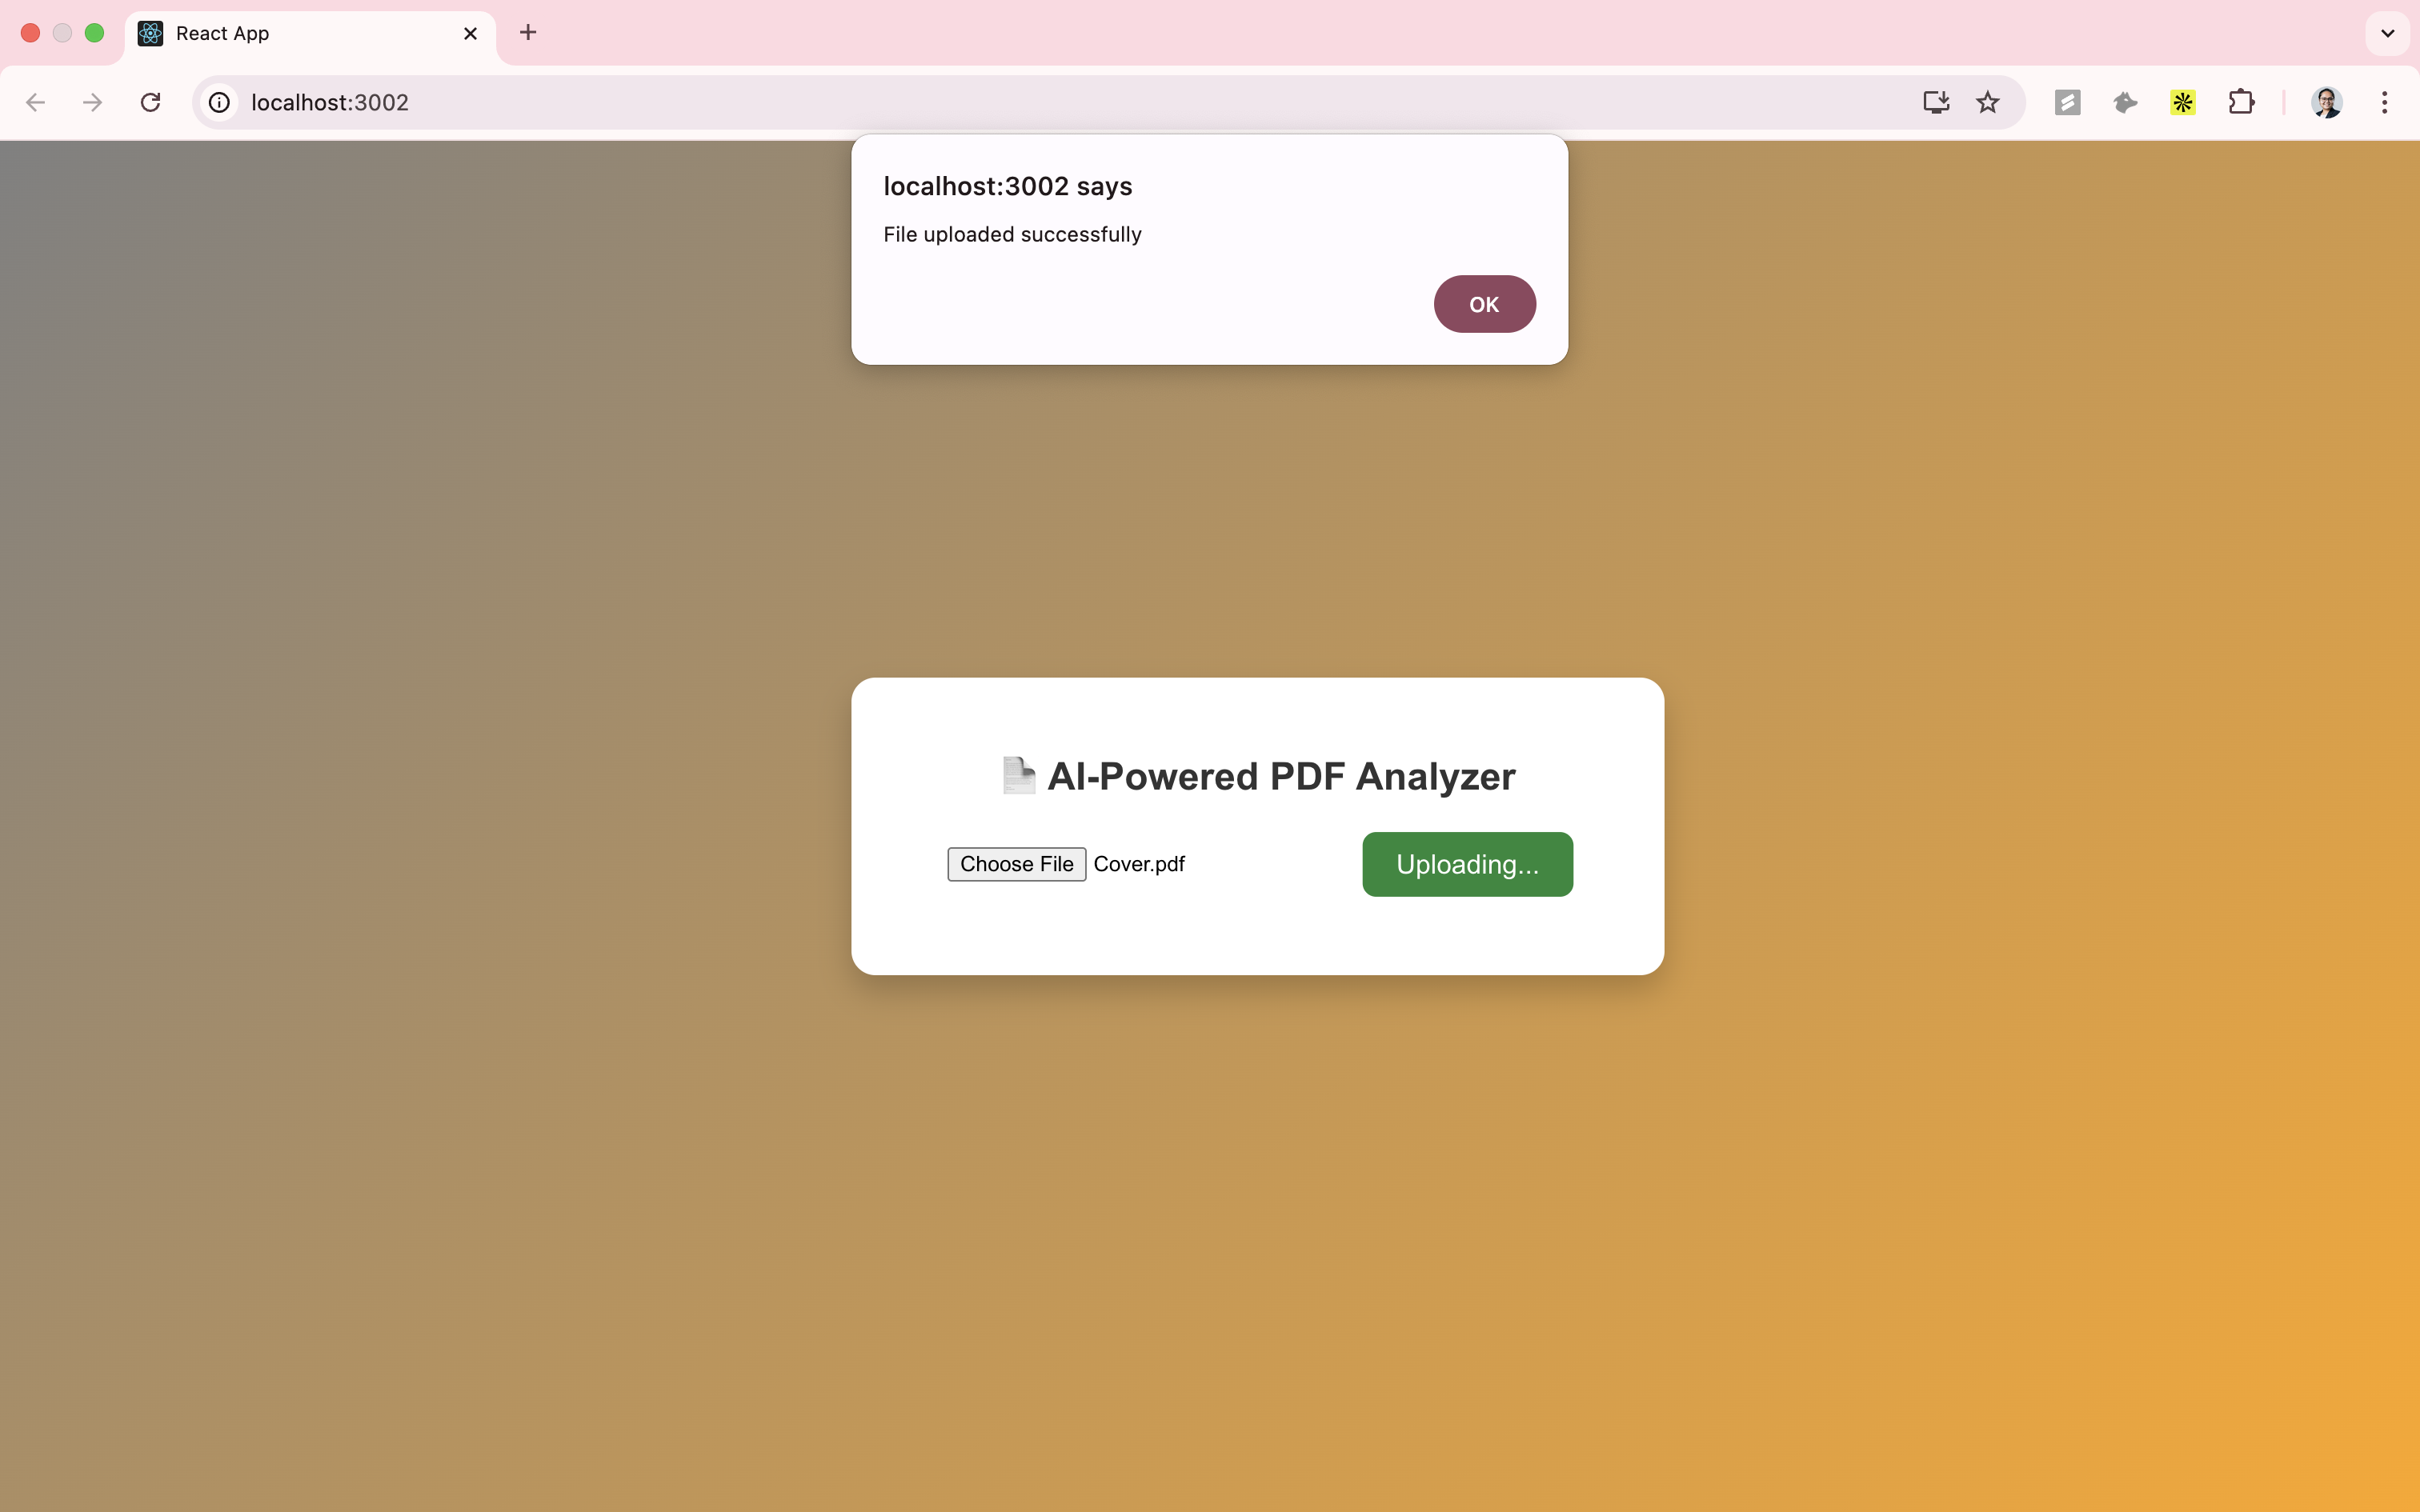 React App
localhost:3002
localhost:3002 says
File uploaded successfully
OK
AI-Powered PDF Analyzer
Choose File Cover.pdf
Uploading...